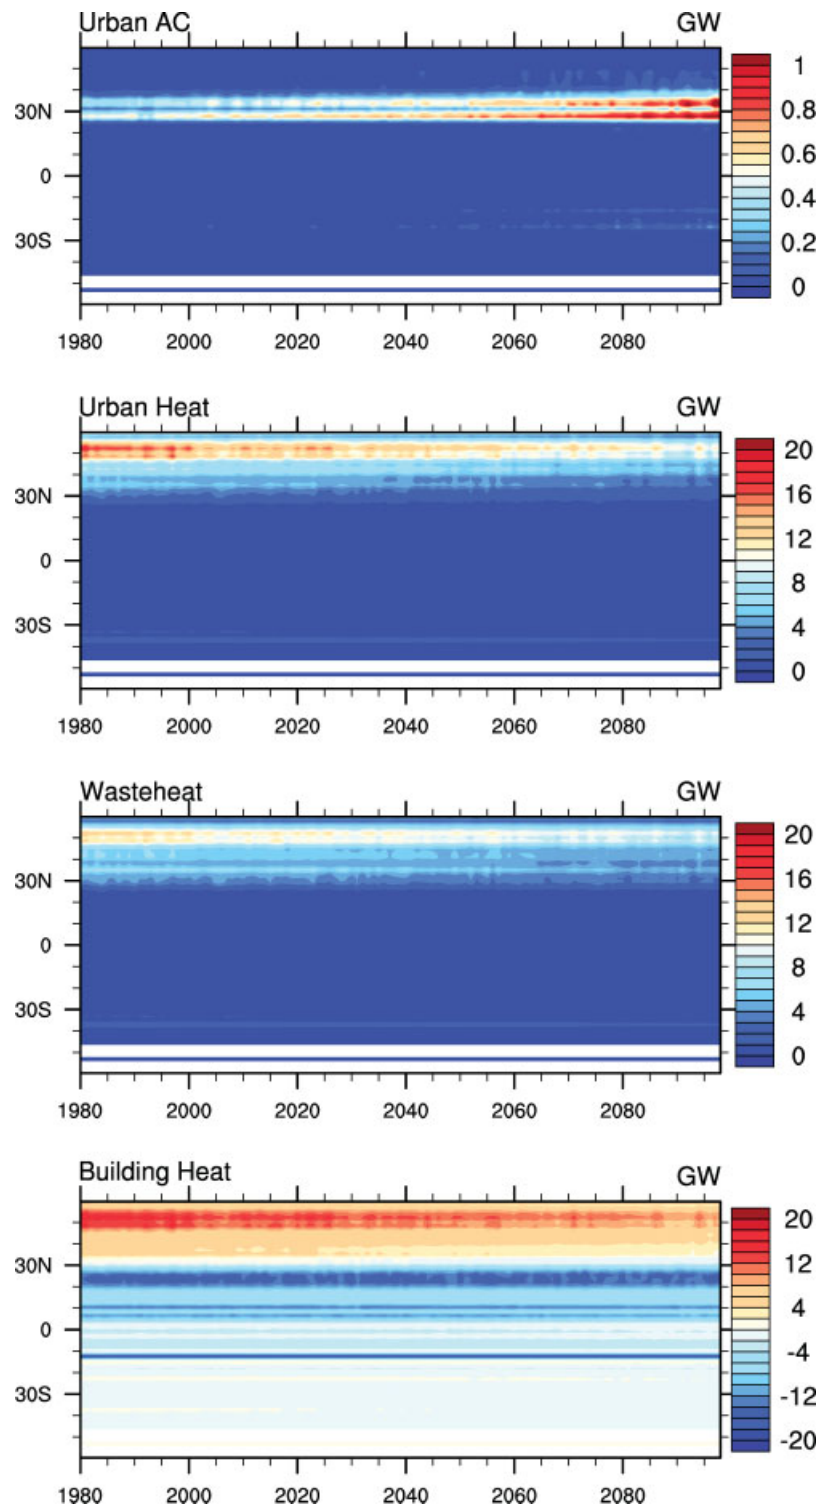 Urban AC GW
1
30N 0.8
0.6
0
0.4
30S 0.2
0
1980 2000 2020 2040 2060 2080
Urban Heat GW
20
30N 16
12
0
8
30S 4
0
1980 2000 2020 2040 2060 2080
Wasteheat GW
20
30N 16
12
0
8
30S 4
0
1980 2000 2020 2040 2060 2080
Building Heat GW
20
30N 12
4
0
-4
30S -12
-20
1980 2000 2020 2040 2060 2080